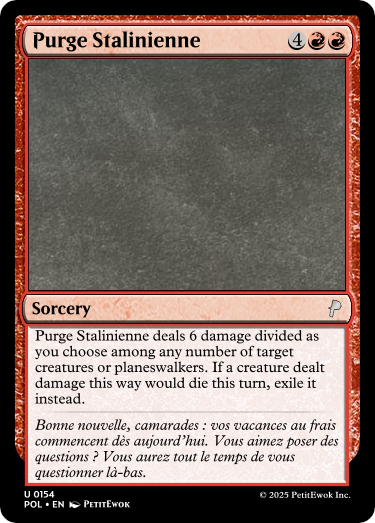 Purge Stalinienne 4
Sorcery
Purge Stalinienne deals 6 damage divided as
you choose among any number of target
creatures or planeswalkers. If a creature dealt
damage this way would die this turn, exile it
instead.
Bonne nouvelle, camarades : vos vacances au frais
commencent dès aujourd'hui. Vous aimez poser des
questions ? Vous aurez tout le temps de vous
questionner là-bas.
U 0154
POL • EN PetitEwok
© 2025 PetitEwok Inc.